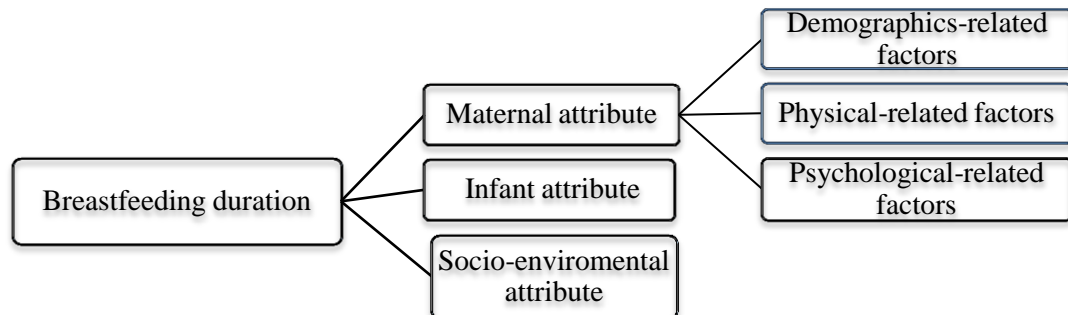 Breastfeeding duration
Maternal attribute
Infant attribute
Socio-enviromental
attribute
Demographics-related
factors
Physical-related factors
Psychological-related
factors